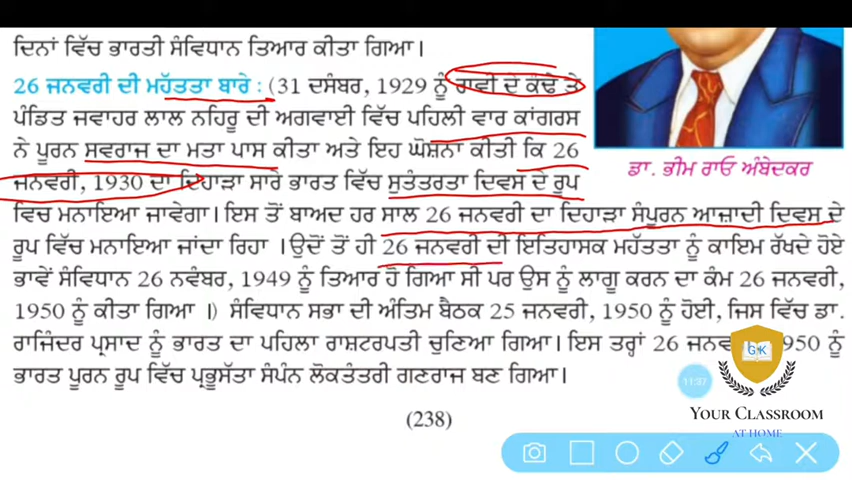 ਦਿਨਾਂ ਵਿੱਚ ਭਾਰਤੀ ਸੰਵਿਧਾਨ ਤਿਆਰ ਕੀਤਾ ਗਿਆ।
26 ਜਨਵਰੀ ਦੀ ਮਹੱਤਤਾ ਬਾਰੇ : (31 ਦਸੰਬਰ, 1929 ਨੂੰ ਰਾਵੀ ਦੇ ਕੰਢੇ ਤੇ
ਪੰਡਿਤ ਜਵਾਹਰ ਲਾਲ ਨਹਿਰੂ ਦੀ ਅਗਵਾਈ ਵਿੱਚ ਪਹਿਲੀ ਵਾਰ ਕਾਂਗਰਸ
ਨੇ ਪੂਰਨ ਸਵਰਾਜ ਦਾ ਮਤਾ ਪਾਸ ਕੀਤਾ ਅਤੇ ਇਹ ਘੋਸ਼ਨਾ ਕੀਤੀ ਕਿ 26
ਜਨਵਰੀ, 1930 ਦਾ ਦਿਹਾੜਾ ਸਾਰੇ ਭਾਰਤ ਵਿੱਚ ਸੁਤੰਤਰਤਾ ਦਿਵਸ ਦੇ ਰੂਪ
ਵਿਚ ਮਨਾਇਆ ਜਾਵੇਗਾ। ਇਸ ਤੋਂ ਬਾਅਦ ਹਰ ਸਾਲ 26 ਜਨਵਰੀ ਦਾ ਦਿਹਾੜਾ ਸੰਪੂਰਨ ਆਜ਼ਾਦੀ ਦਿਵਸ ਦੇ
ਰੂਪ ਵਿੱਚ ਮਨਾਇਆ ਜਾਂਦਾ ਰਿਹਾ। ਉਦੋਂ ਤੋਂ ਹੀ 26 ਜਨਵਰੀ ਦੀ ਇਤਿਹਾਸਕ ਮਹੱਤਤਾ ਨੂੰ ਕਾਇਮ ਰੱਖਦੇ ਹੋਏ
ਭਾਵੇਂ ਸੰਵਿਧਾਨ 26 ਨਵੰਬਰ, 1949 ਨੂੰ ਤਿਆਰ ਹੋ ਗਿਆ ਸੀ ਪਰ ਉਸ ਨੂੰ ਲਾਗੂ ਕਰਨ ਦਾ ਕੰਮ 26 ਜਨਵਰੀ,
1950 ਨੂੰ ਕੀਤਾ ਗਿਆ।) ਸੰਵਿਧਾਨ ਸਭਾ ਦੀ ਅੰਤਿਮ ਬੈਠਕ 25 ਜਨਵਰੀ, 1950 ਨੂੰ ਹੋਈ, ਜਿਸ ਵਿੱਚ ਡਾ.
ਰਾਜਿੰਦਰ ਪ੍ਰਸਾਦ ਨੂੰ ਭਾਰਤ ਦਾ ਪਹਿਲਾ ਰਾਸ਼ਟਰਪਤੀ ਚੁਣਿਆ ਗਿਆ। ਇਸ ਤਰ੍ਹਾਂ 26 950 ਨੂੰ
ਭਾਰਤ ਪੂਰਨ ਰੂਪ ਵਿੱਚ ਪ੍ਰਭੂਸੱਤਾ ਸੰਪੰਨ ਲੋਕਤੰਤਰੀ ਗਣਰਾਜ ਬਣ ਗਿਆ।
(238)
ਡਾ. ਭੀਮ ਰਾਓ ਅੰਬੇਦਕਰ
GK
11:37
YOUR CLASSROOM
AT HOME